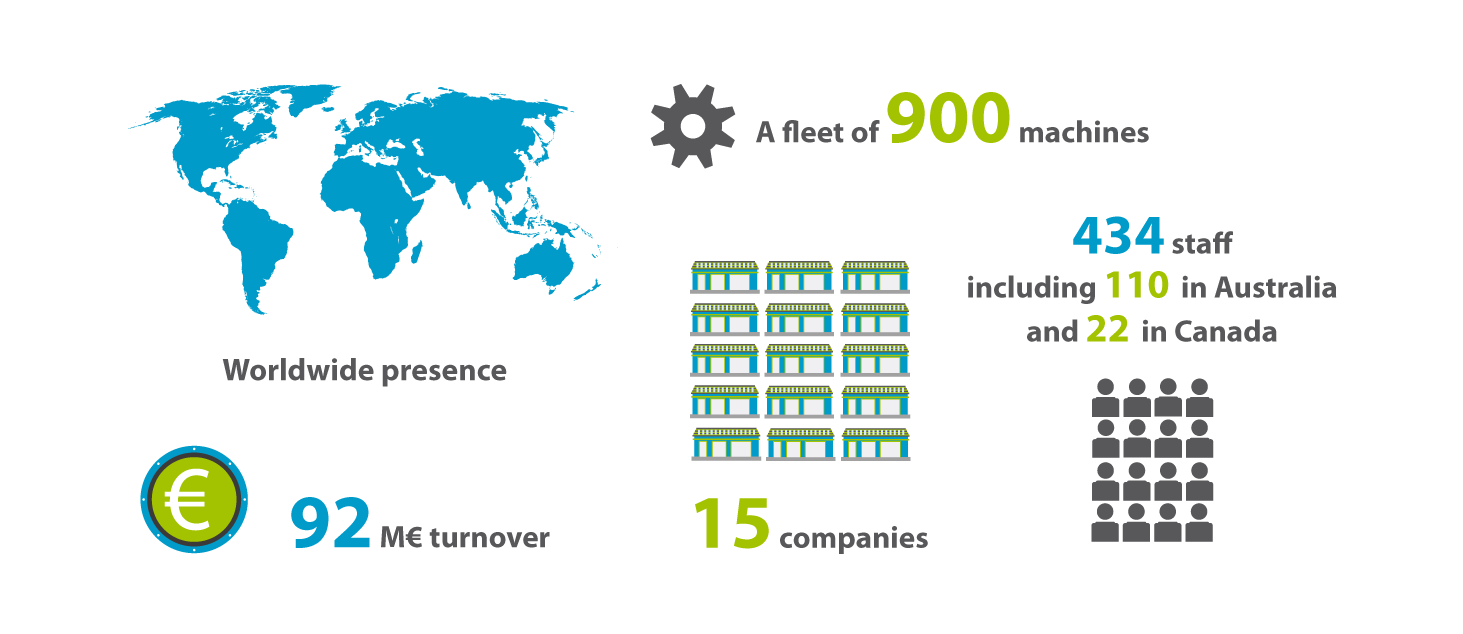 A fleet of 900 machines
434 staff
including 110 in Australia
and 22 in Canada
Worldwide presence
€
92 M€ turnover
15 companies